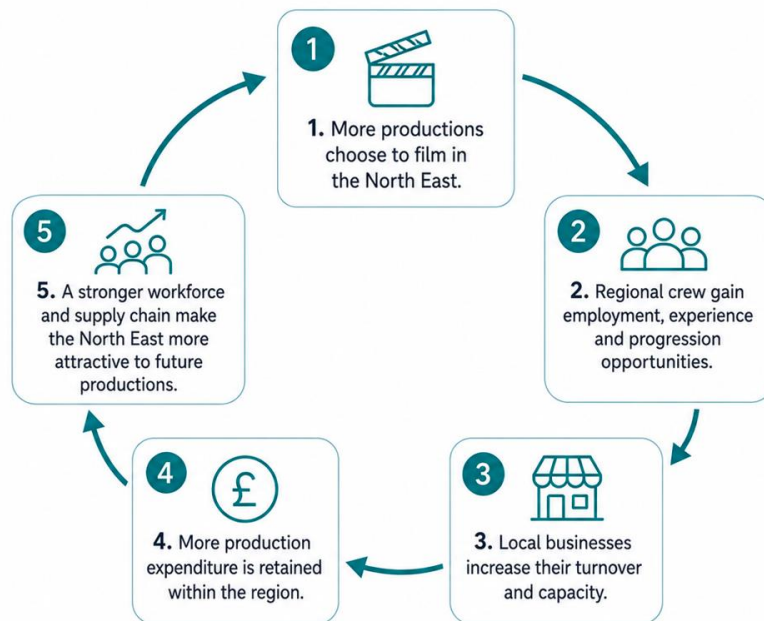 1
1. More productions
choose to film in
the North East.
2
2. Regional crew gain
employment, experience
and progression
opportunities.
3
3. Local businesses
increase their turnover
and capacity.
4
£
4. More production
expenditure is retained
within the region.
5
5. A stronger workforce
and supply chain make
the North East more
attractive to future
productions.